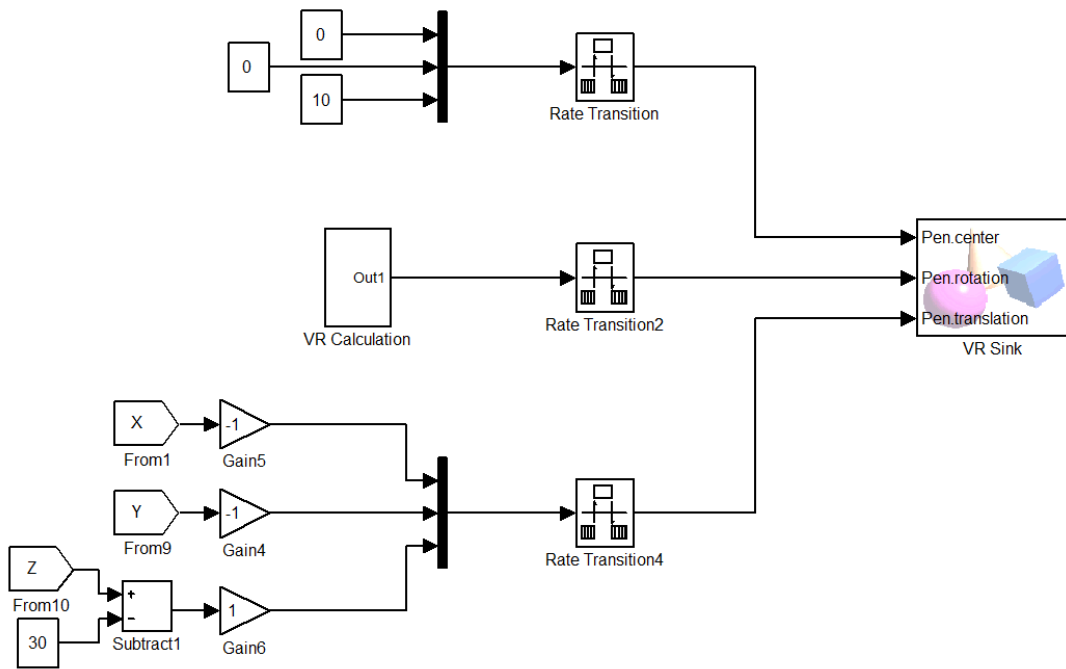 0
0
10
Rate Transition
Pen.center
Out1
Pen.rotation
VR Calculation
Rate Transition2
Pen.translation
VR Sink
X
-1
From1
Gain5
Y
-1
From9
Gain4
Rate Transition4
Z
+
-
1
From10
30
Subtract1
Gain6